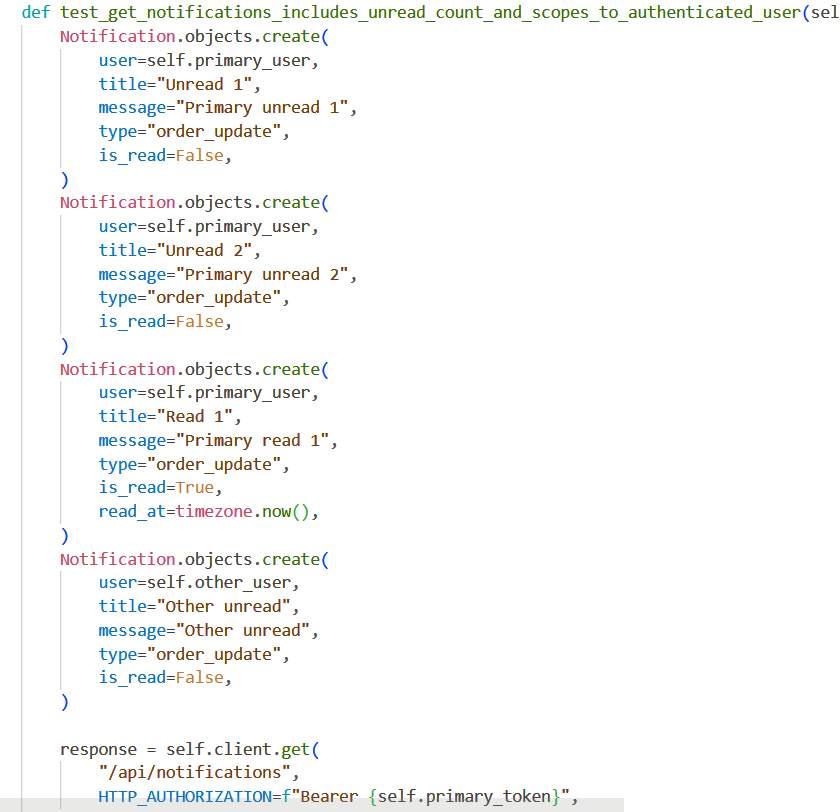 def test_get_notifications_includes_unread_count_and_scopes_to_authenticated_user(sel
    Notification.objects.create(
        user=self.primary_user,
        title="Unread 1",
        message="Primary unread 1",
        type="order_update",
        is_read=False,
    )
    Notification.objects.create(
        user=self.primary_user,
        title="Unread 2",
        message="Primary unread 2",
        type="order_update",
        is_read=False,
    )
    Notification.objects.create(
        user=self.primary_user,
        title="Read 1",
        message="Primary read 1",
        type="order_update",
        is_read=True,
        read_at=timezone.now(),
    )
    Notification.objects.create(
        user=self.other_user,
        title="Other unread",
        message="Other unread",
        type="order_update",
        is_read=False,
    )

    response = self.client.get(
        "/api/notifications",
        HTTP_AUTHORIZATION=f"Bearer {self.primary_token}",